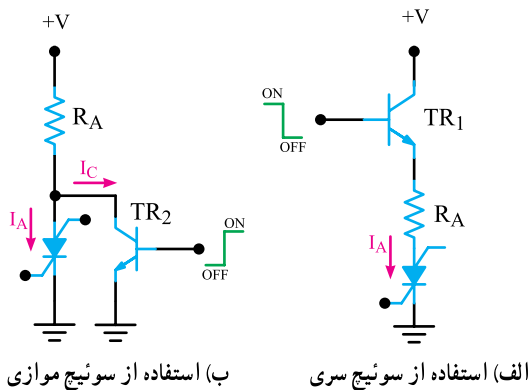 +V
ON
OFF
TR1
RA
IA
الف) استفاده از سوئیچ سری
+V
RA
IC
IA
TR2
ON
OFF
ب) استفاده از سوئیچ موازی